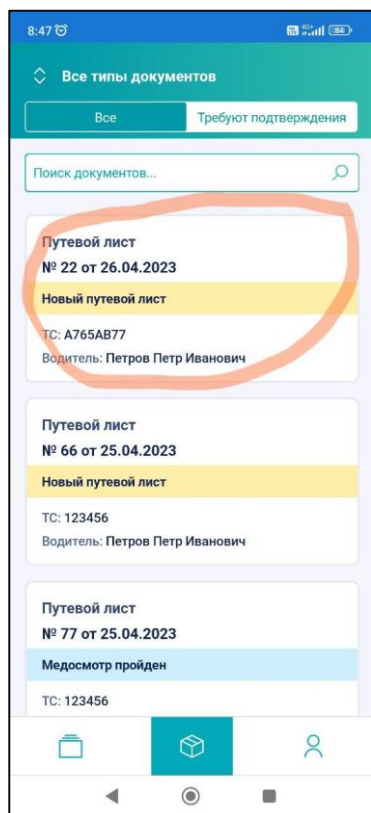 8:47
4G+
84
Все типы документов
Все
Требуют подтверждения
Поиск документов...
Путевой лист
№ 22 от 26.04.2023
Новый путевой лист
ТС: А765АВ77
Водитель: Петров Петр Иванович
Путевой лист
№ 66 от 25.04.2023
Новый путевой лист
ТС: 123456
Водитель: Петров Петр Иванович
Путевой лист
№ 77 от 25.04.2023
Медосмотр пройден
ТС: 123456